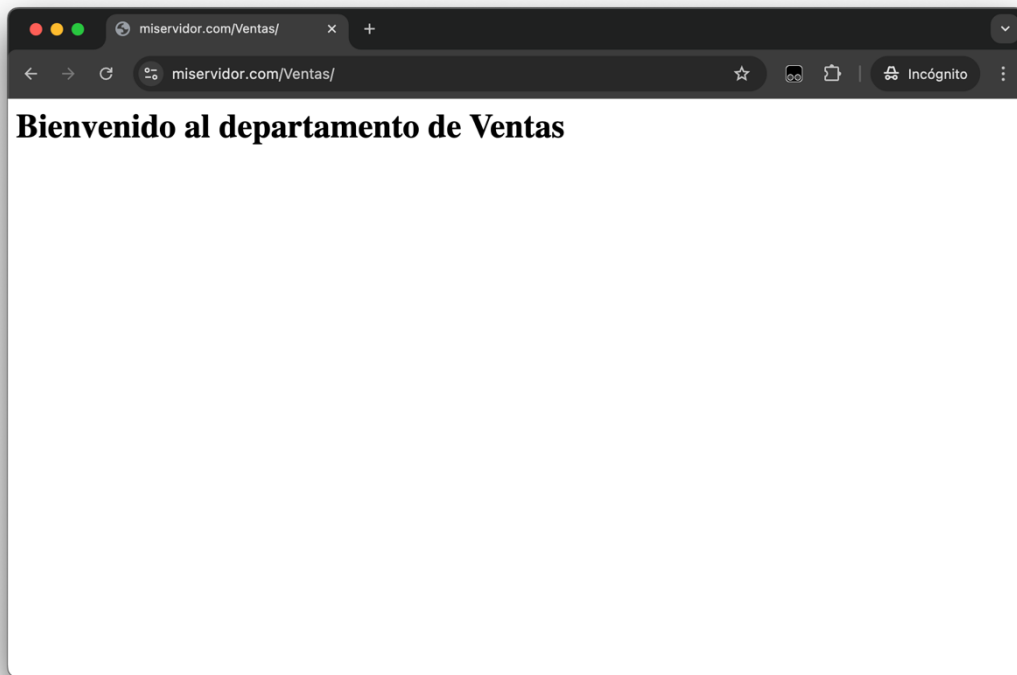 miservidor.com/Ventas/
miservidor.com/Ventas/
Incógnito
Bienvenido al departamento de Ventas